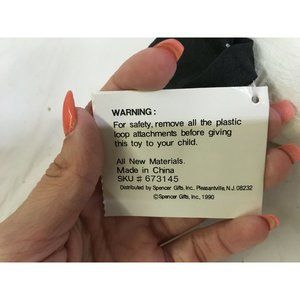 WARNING:
For safety, remove all the plastic
loop attachments before giving
this toy to your child.
All New Materials.
Made in China
SKU # 673145
Distributed by Spencer Gifts, Inc. Pleasantville, N.J. 08232
©Spencer Gifts, Inc., 1990